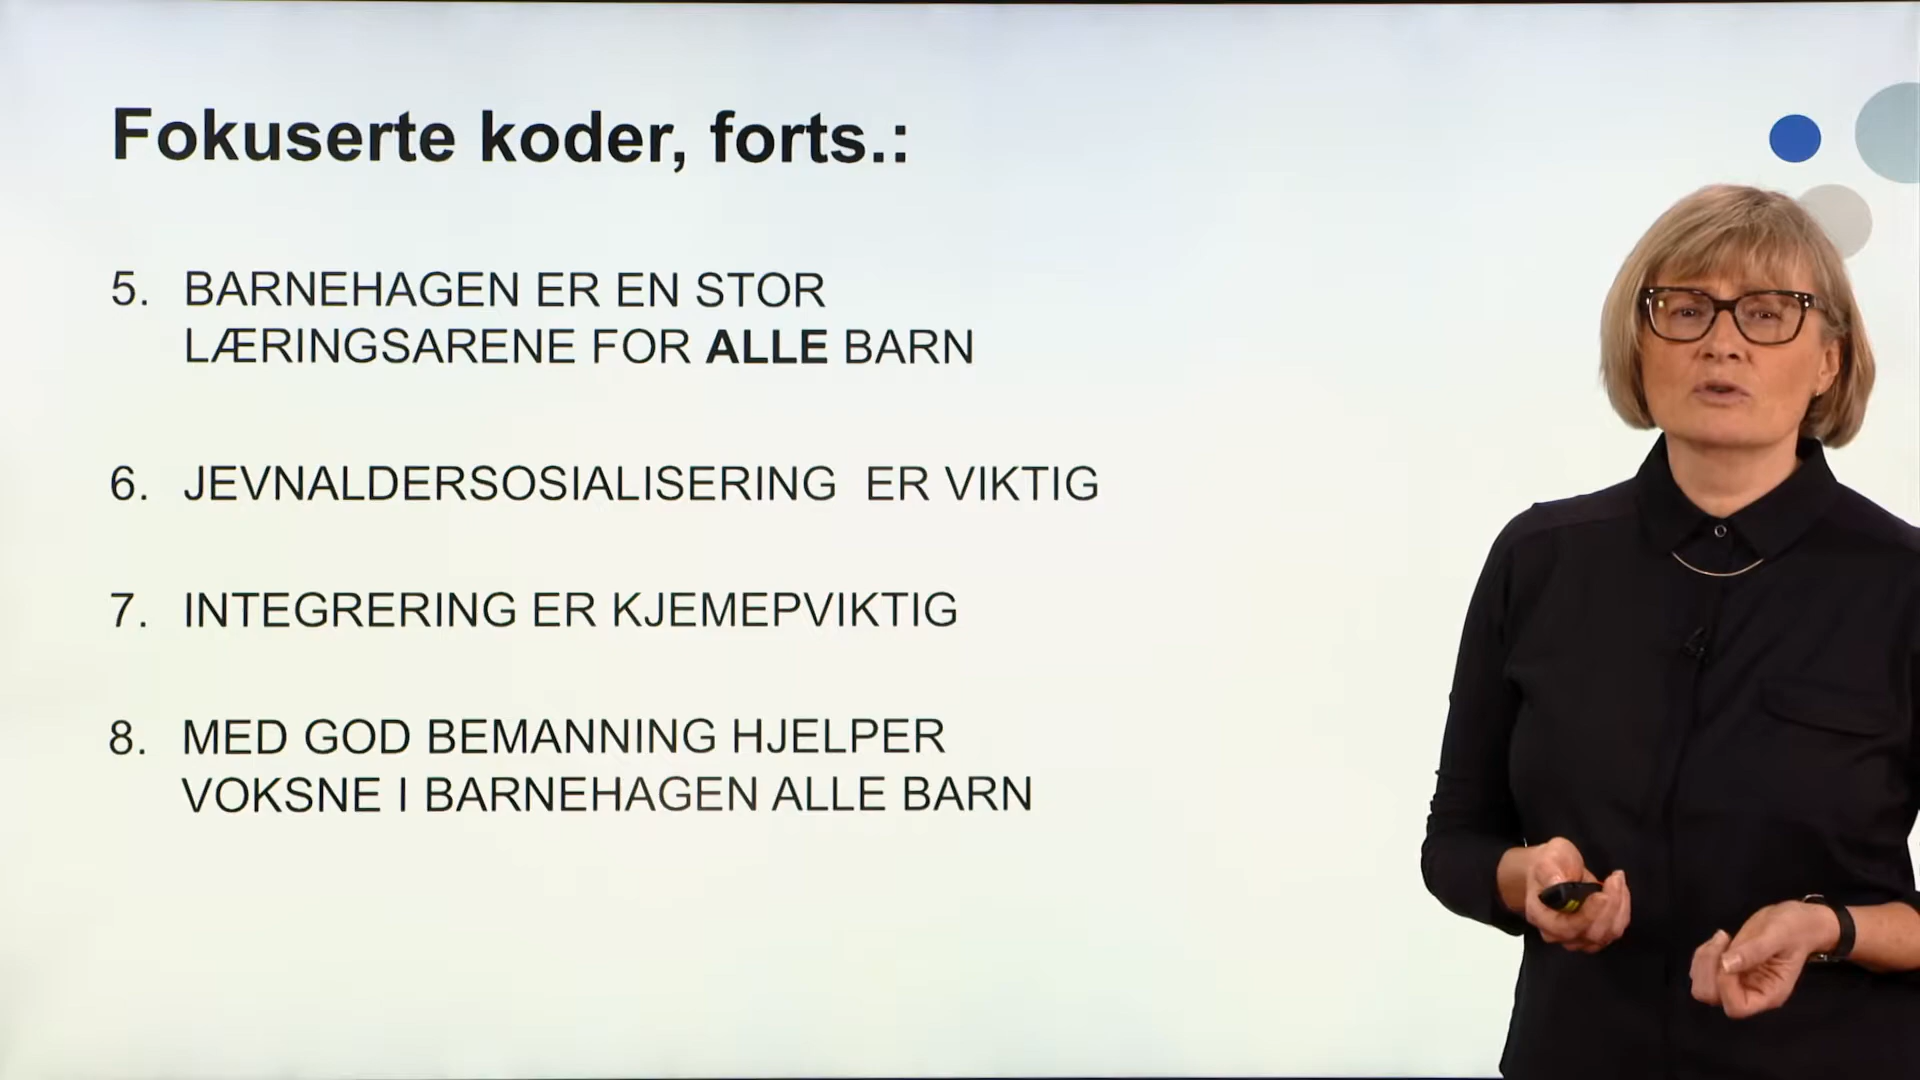 Fokuserte koder, forts.:
5. BARNEHAGEN ER EN STOR
LÆRINGSARENE FOR ALLE BARN
6. JEVNALDERSOSIALISERING ER VIKTIG
7. INTEGRERING ER KJEMEPVIKTIG
8. MED GOD BEMANNING HJELPER
VOKSNE I BARNEHAGEN ALLE BARN